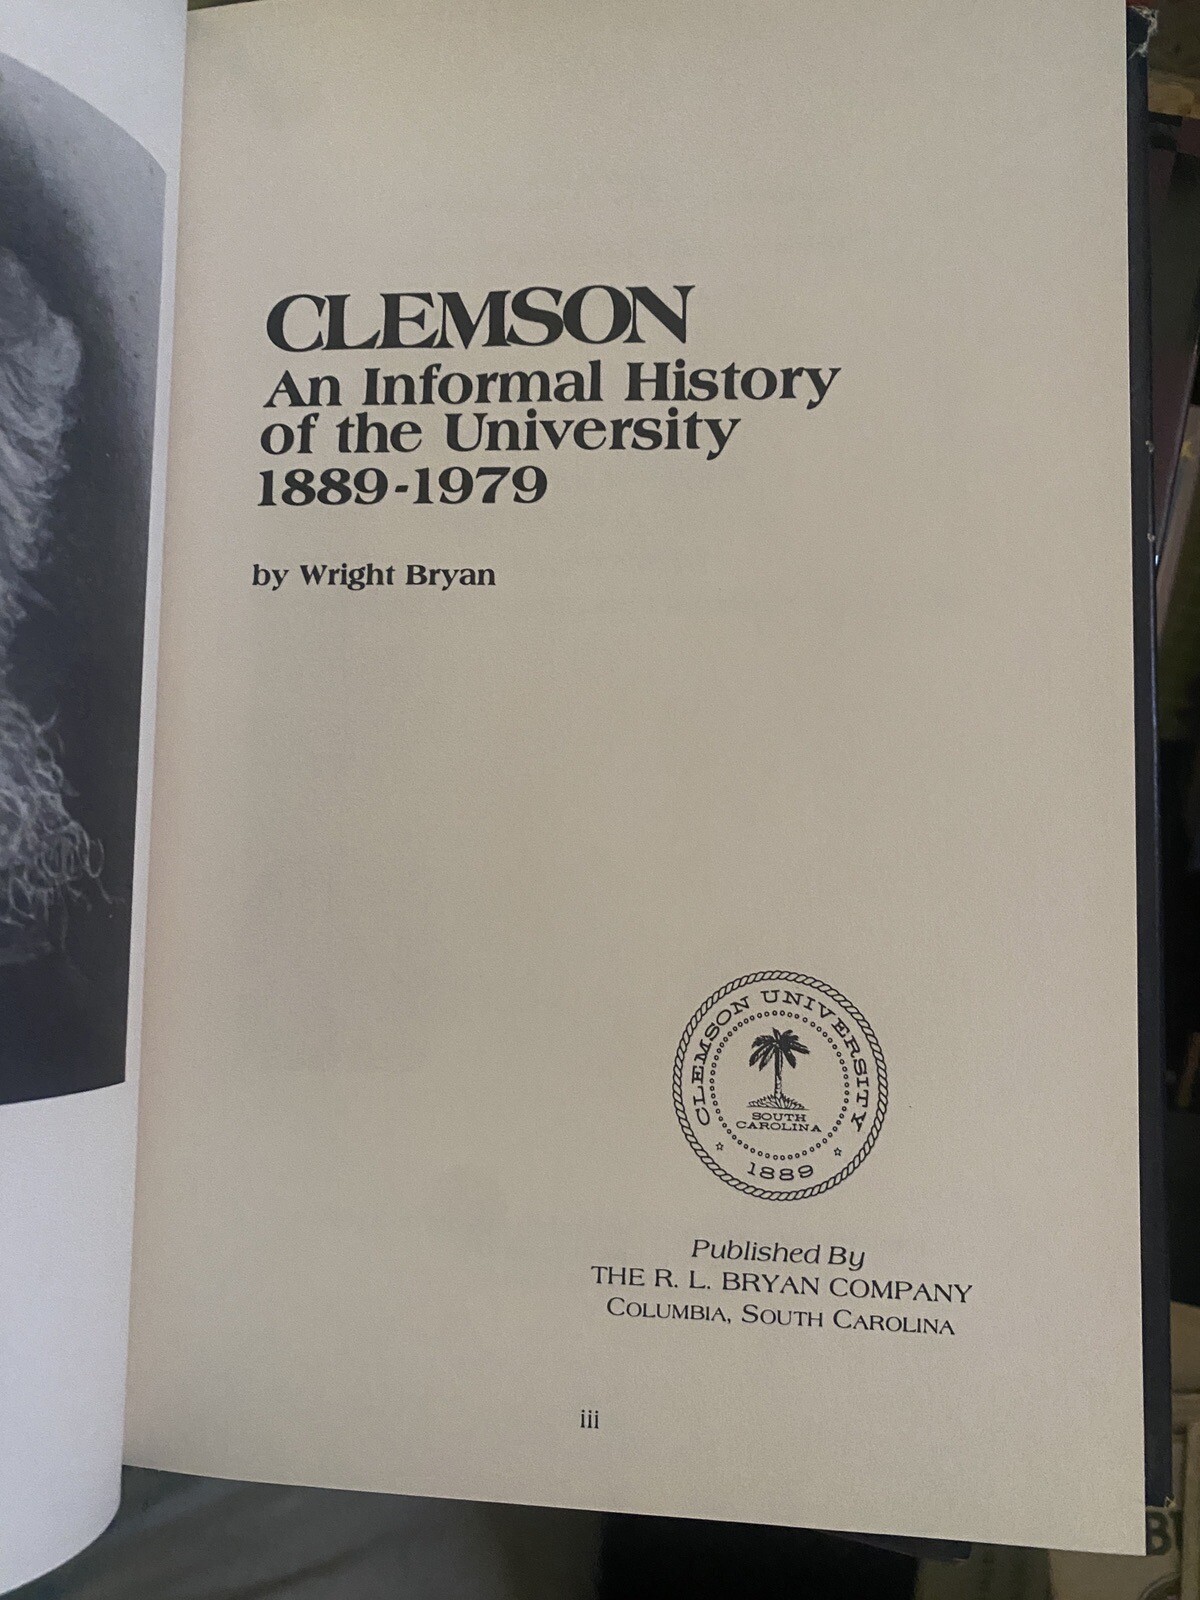 CLEMSON
An Informal History
of the University
1889-1979
by Wright Bryan
CLEMSON UNIVERSITY
SOUTH
CAROLINA
1889
Published By
THE R. L. BRYAN COMPANY
COLUMBIA, SOUTH CAROLINA
iii